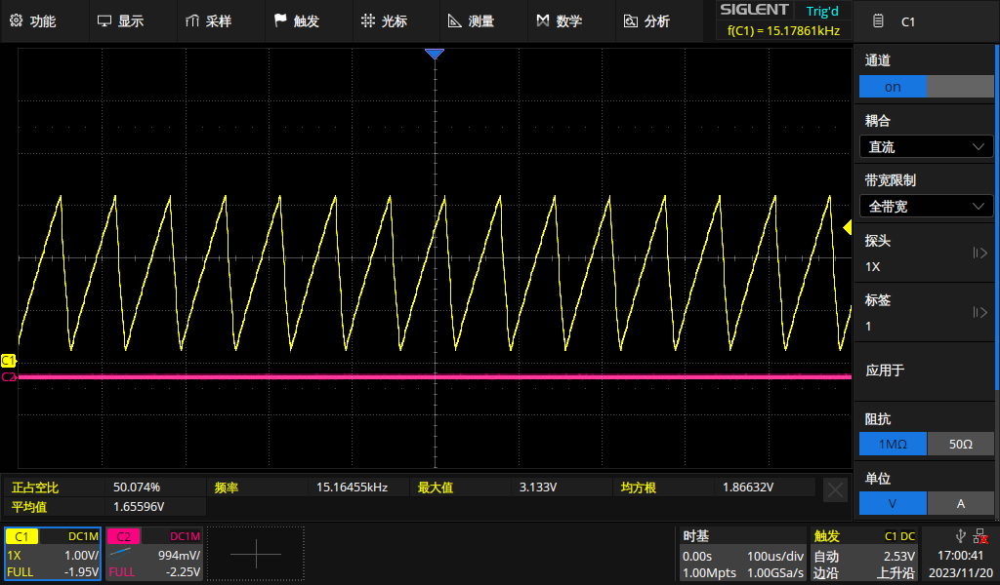 功能 显示 采样 触发 光标 测量 数学 分析 SIGLENT Trig'd C1
f(C1) = 15.17861kHz
通道
on
耦合
直流
带宽限制
全带宽
探头
1X
标签
1
应用于
阻抗
1MΩ 50Ω
单位
V A
C1
C2
正占空比 50.074% 频率 15.16455kHz 最大值 3.133V 均方根 1.86632V
平均值 1.65596V
C1 DC1M
1X 1.00V/
FULL -1.95V
C2 DC1M
994mV/
FULL -2.25V
时基
0.00s 100us/div
1.00Mpts 1.00GSa/s
触发 C1 DC
自动 2.53V
边沿 上升沿
17:00:41
2023/11/20